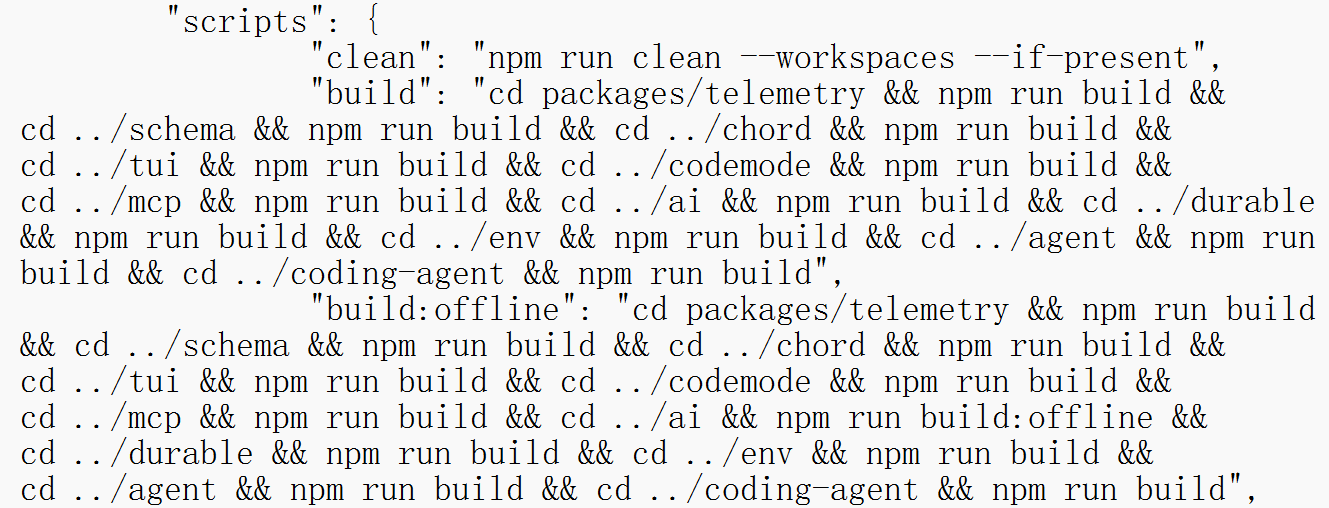 "scripts": {
"clean": "npm run clean --workspaces --if-present",
"build": "cd packages/telemetry && npm run build &&
cd ../schema && npm run build && cd ../chord && npm run build &&
cd ../tui && npm run build && cd ../codemode && npm run build &&
cd ../mcp && npm run build && cd ../ai && npm run build && cd ../durable
&& npm run build && cd ../env && npm run build && cd ../agent && npm run
build && cd ../coding-agent && npm run build",
"build:offline": "cd packages/telemetry && npm run build
&& cd ../schema && npm run build && cd ../chord && npm run build &&
cd ../tui && npm run build && cd ../codemode && npm run build &&
cd ../mcp && npm run build && cd ../ai && npm run build:offline &&
cd ../durable && npm run build && cd ../env && npm run build &&
cd ../agent && npm run build && cd ../coding-agent && npm run build",